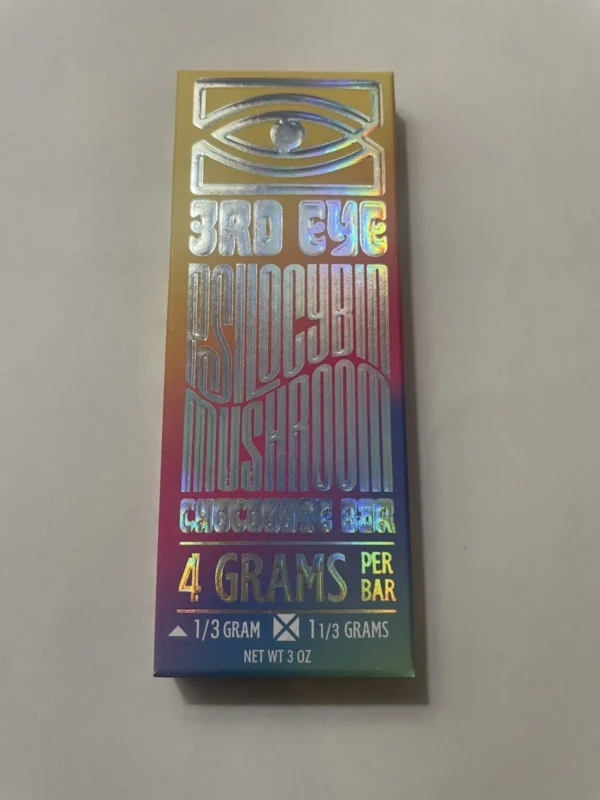 3RD EYE
PSILOCYBIN
MUSHROOM
CHOCOLATE BAR
4 GRAMS PER BAR
1/3 GRAM 1 1/3 GRAMS
NET WT 3 OZ